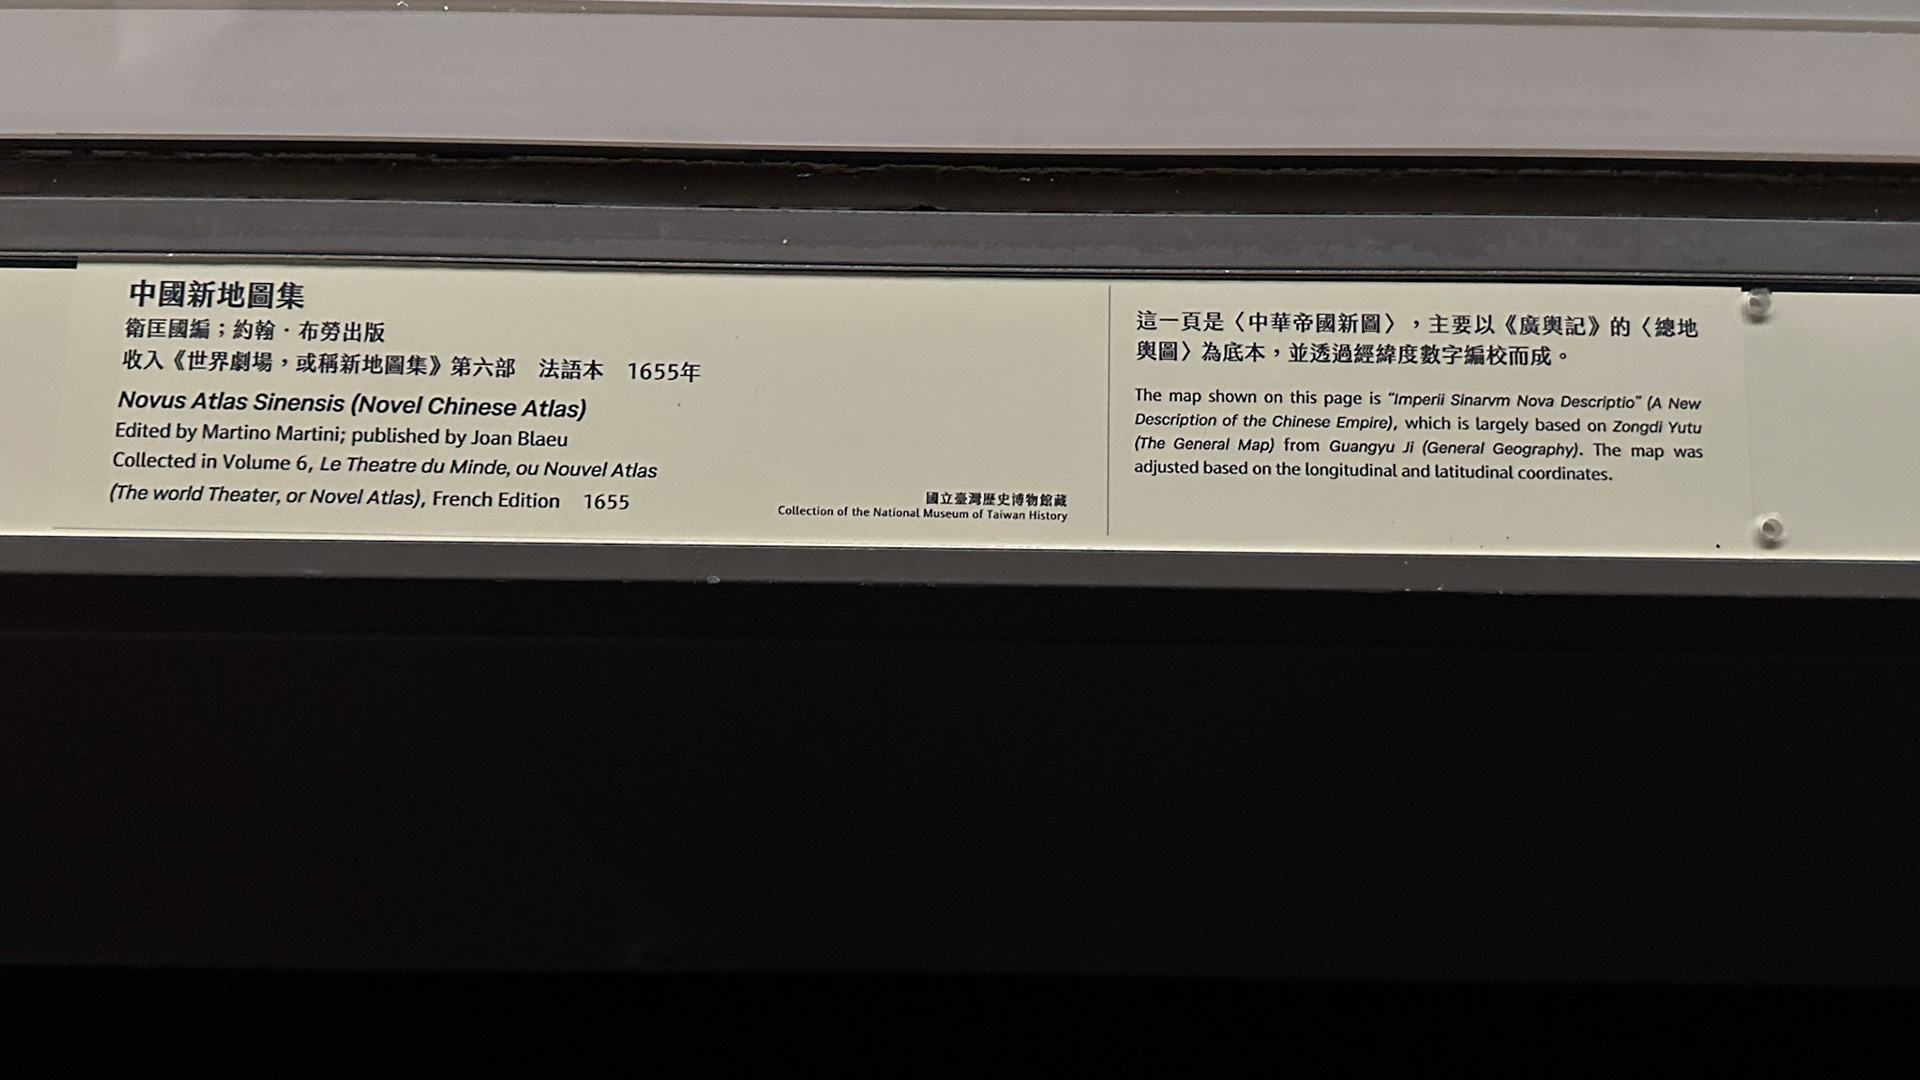 中國新地圖集
衛匡國編；約翰．布勞出版
收入《世界劇場，或稱新地圖集》第六部　法語本　1655年
Novus Atlas Sinensis (Novel Chinese Atlas)
Edited by Martino Martini; published by Joan Blaeu
Collected in Volume 6, Le Theatre du Minde, ou Nouvel Atlas
(The world Theater, or Novel Atlas), French Edition 1655
國立臺灣歷史博物館藏
Collection of the National Museum of Taiwan History
這一頁是〈中華帝國新圖〉，主要以《廣輿記》的〈總地
輿圖〉為底本，並透過經緯度數字編校而成。
The map shown on this page is “Imperii Sinarvm Nova Descriptio” (A New
Description of the Chinese Empire), which is largely based on Zongdi Yutu
(The General Map) from Guangyu Ji (General Geography). The map was
adjusted based on the longitudinal and latitudinal coordinates.